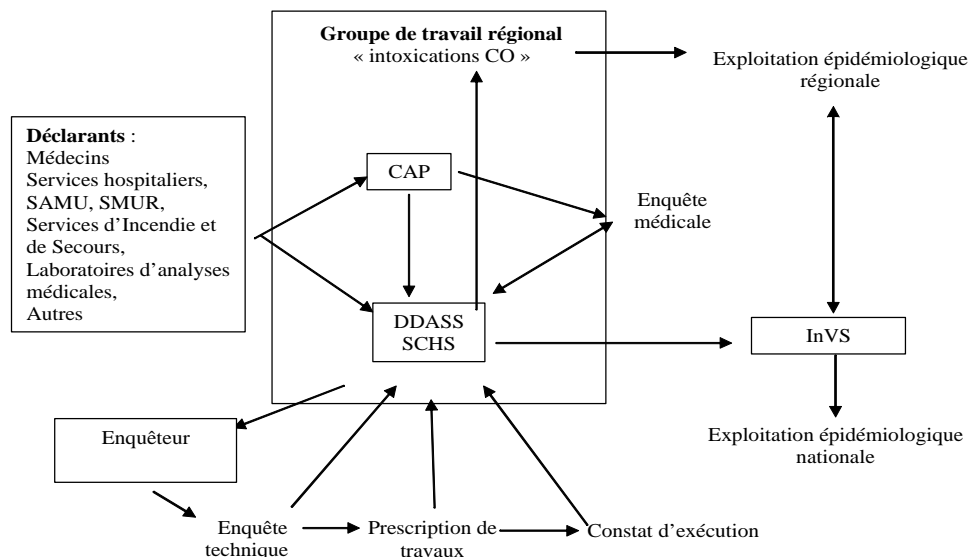 Groupe de travail régional
« intoxications CO »
Exploitation épidémiologique
régionale
Déclarants :
Médecins
Services hospitaliers,
SAMU, SMUR,
Services d’Incendie et
de Secours,
Laboratoires d’analyses
médicales,
Autres
CAP
Enquête
médicale
DDASS
SCHS
InVS
Enquêteur
Exploitation épidémiologique
nationale
Enquête
technique
Prescription de
travaux
Constat d’exécution